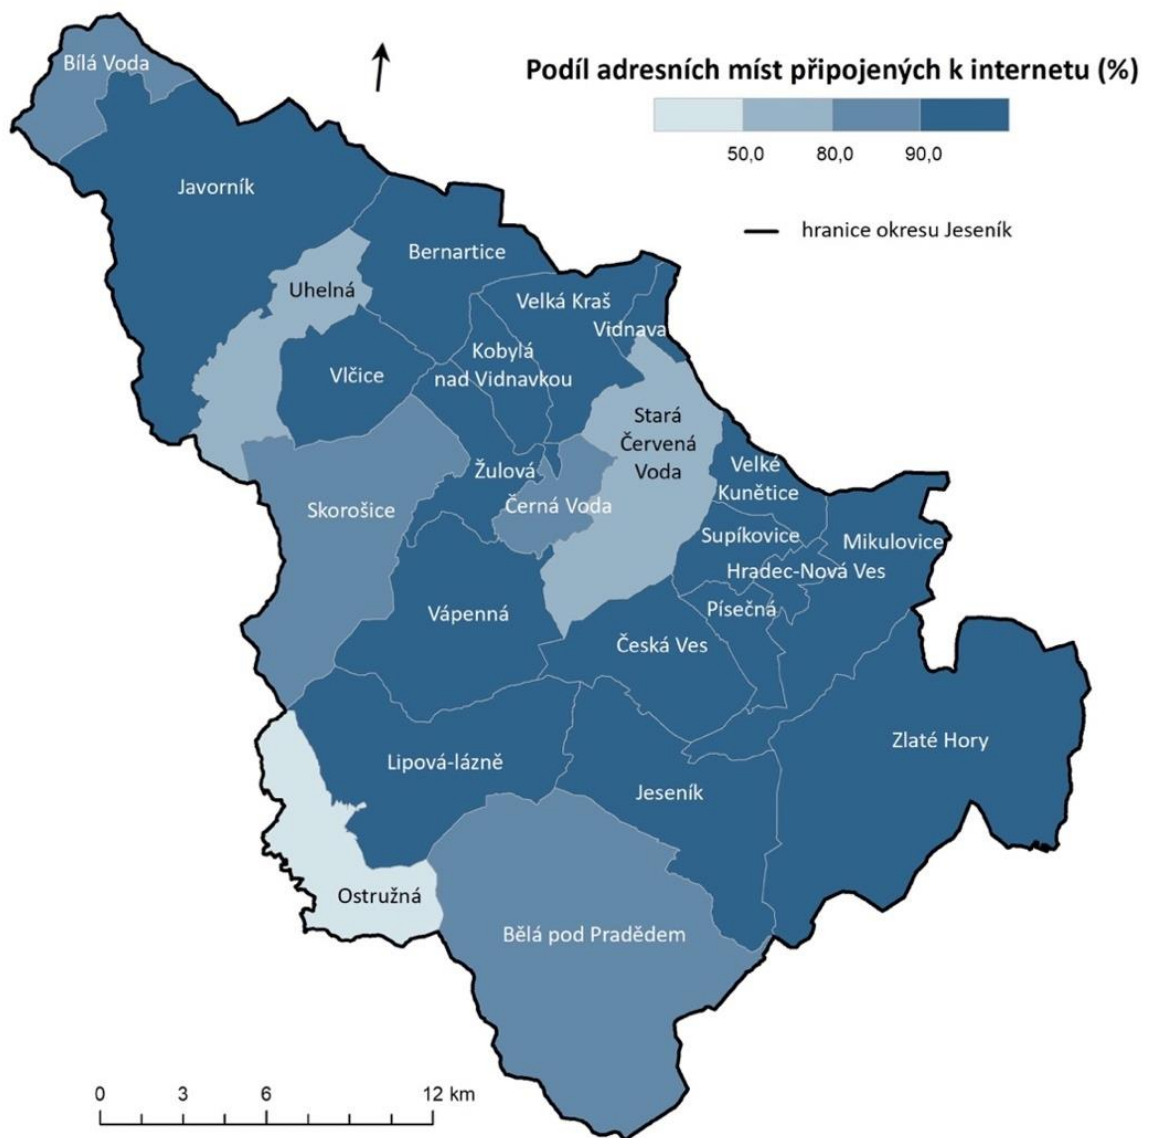 Bílá Voda
Podíl adresních míst připojených k internetu (%)
50,0 80,0 90,0
Javorník
hranice okresu Jeseník
Bernartice
Uhelná
Velká Kraš
Vidnava
Kobylá
nad Vidnavkou
Vlčice
Stará
Červená
Voda
Velké
Kunětice
Žulová
Skorošice
Černá Voda
Supíkovice
Mikulovice
Hradec-Nová Ves
Písečná
Vápenná
Česká Ves
Zlaté Hory
Lipová-lázně
Jeseník
Ostružná
Bělá pod Pradědem
0 3 6 12 km